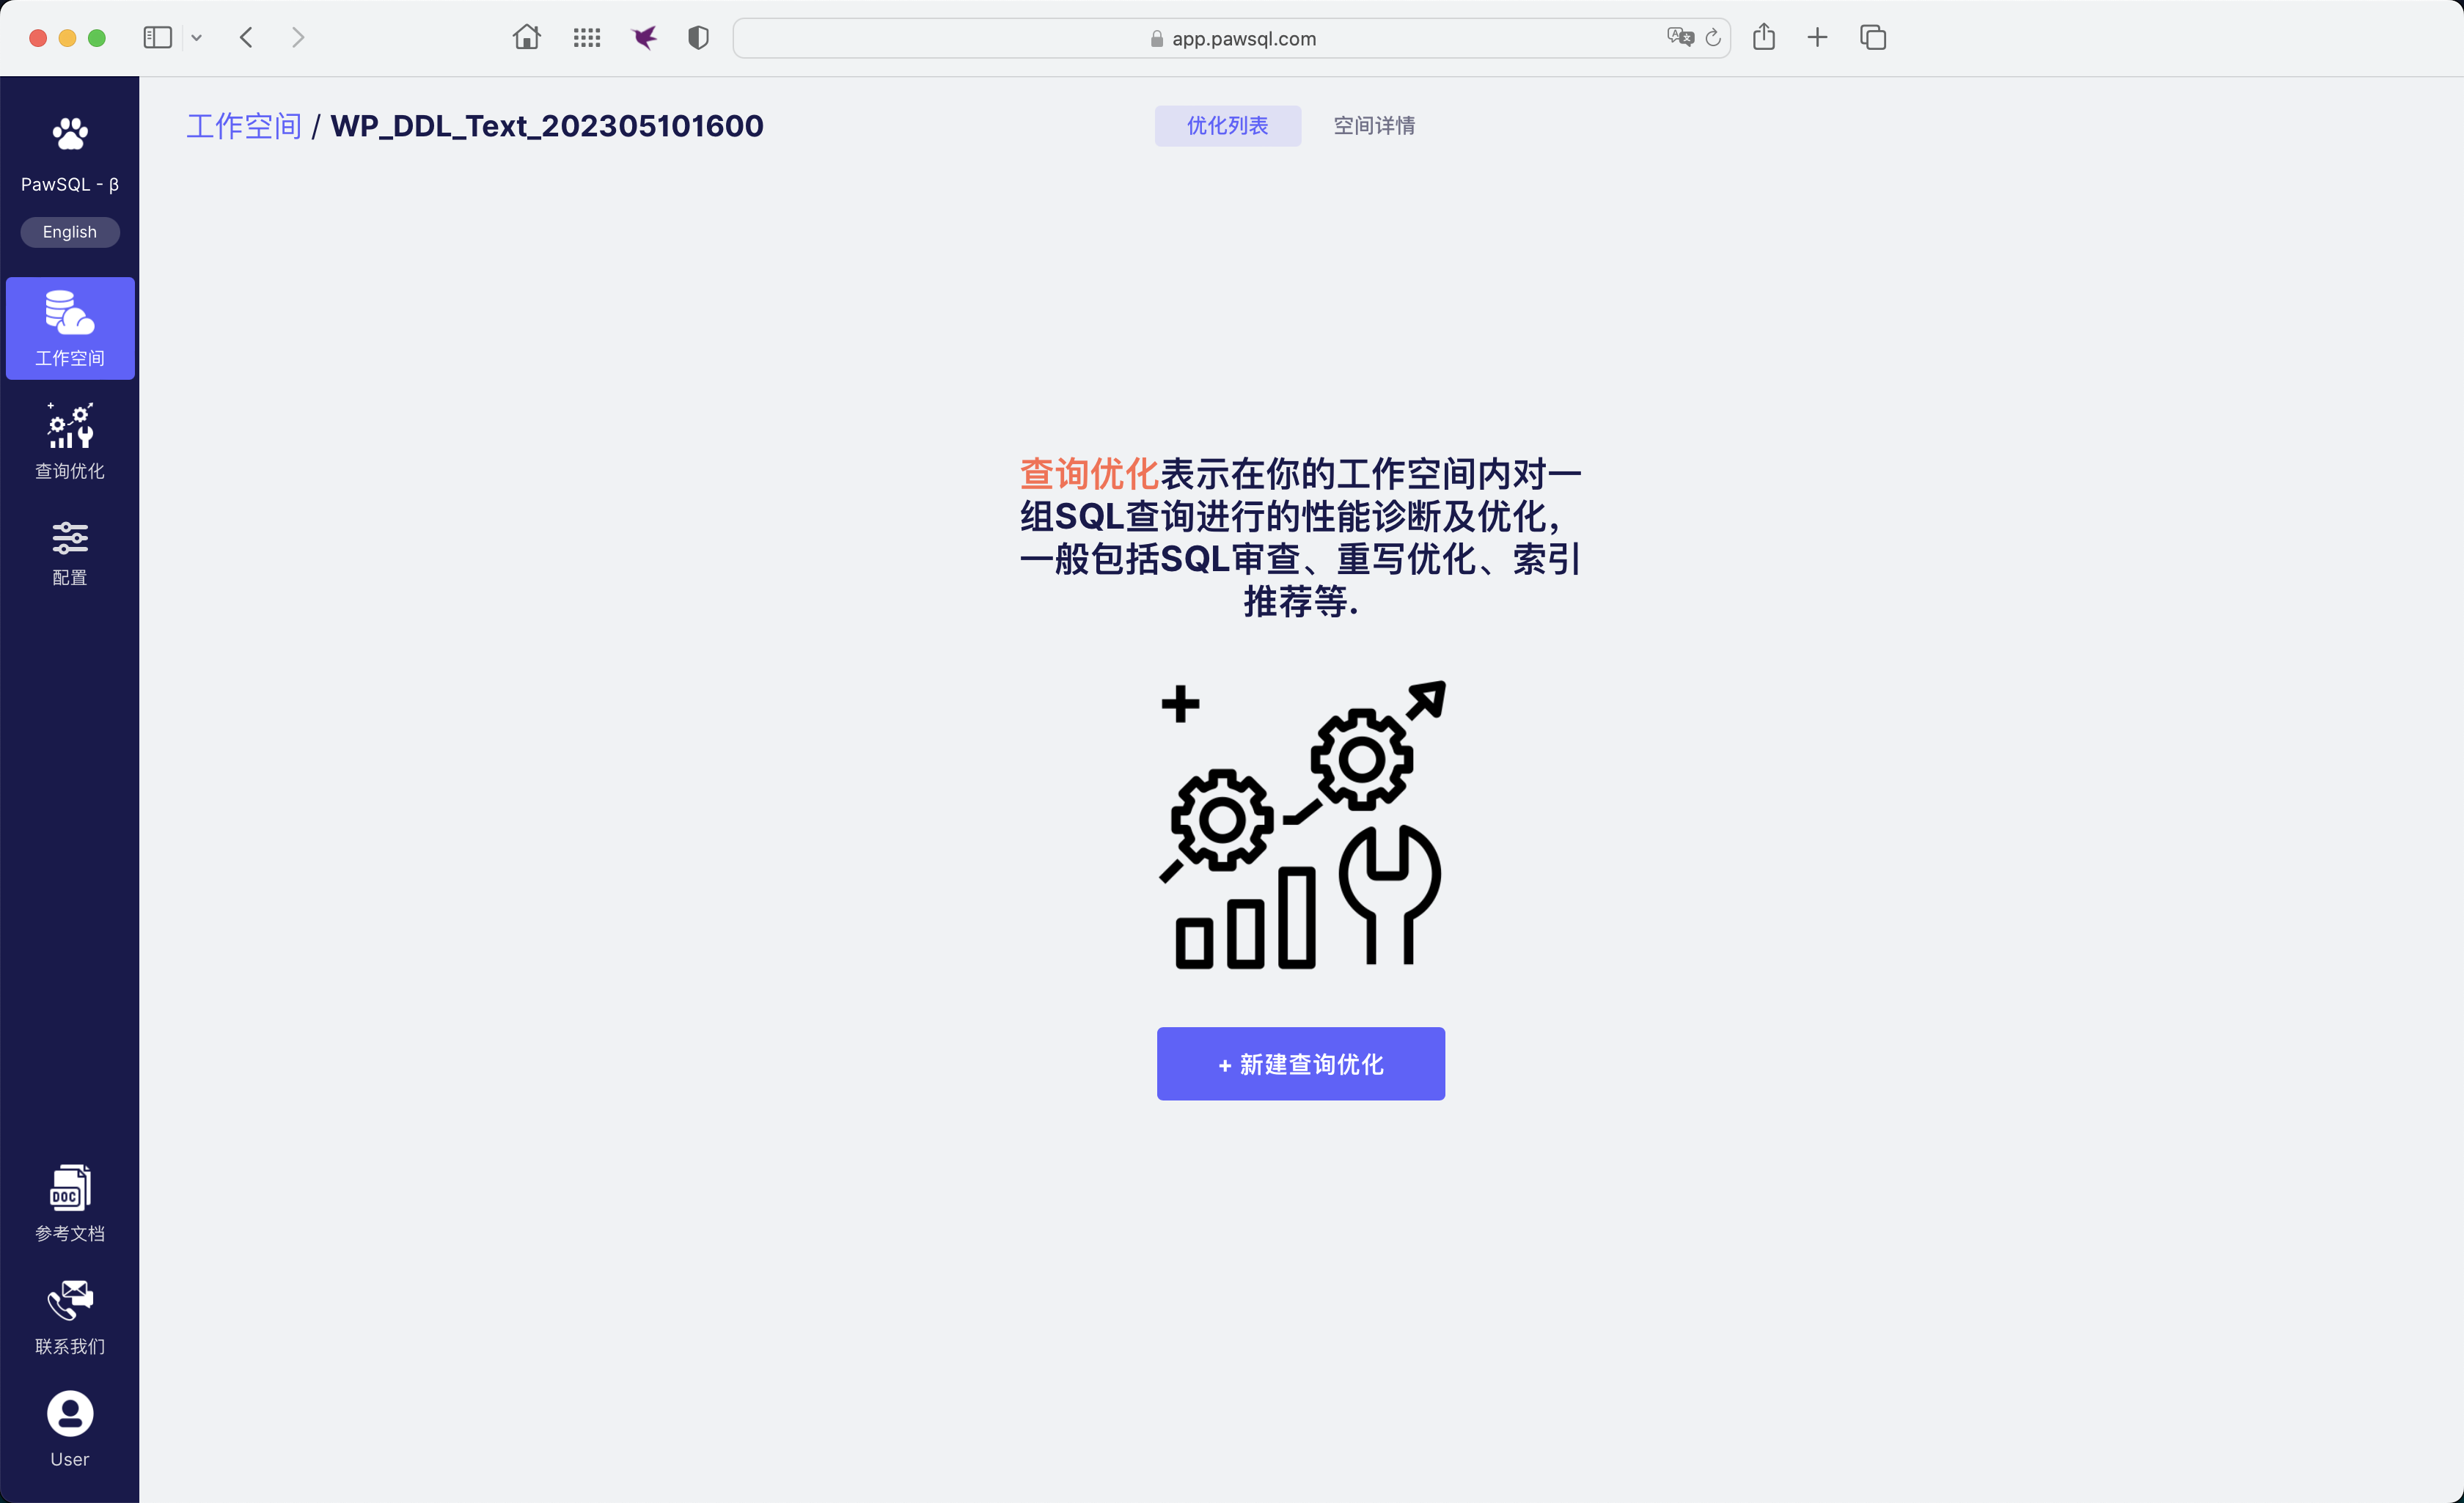 app.pawsql.com
PawSQL - β
English
工作空间
查询优化
配置
DOC
参考文档
联系我们
User
工作空间 / WP_DDL_Text_202305101600
优化列表
空间详情
查询优化表示在你的工作空间内对一
组SQL查询进行的性能诊断及优化，
一般包括SQL审查、重写优化、索引
推荐等.
+ 新建查询优化